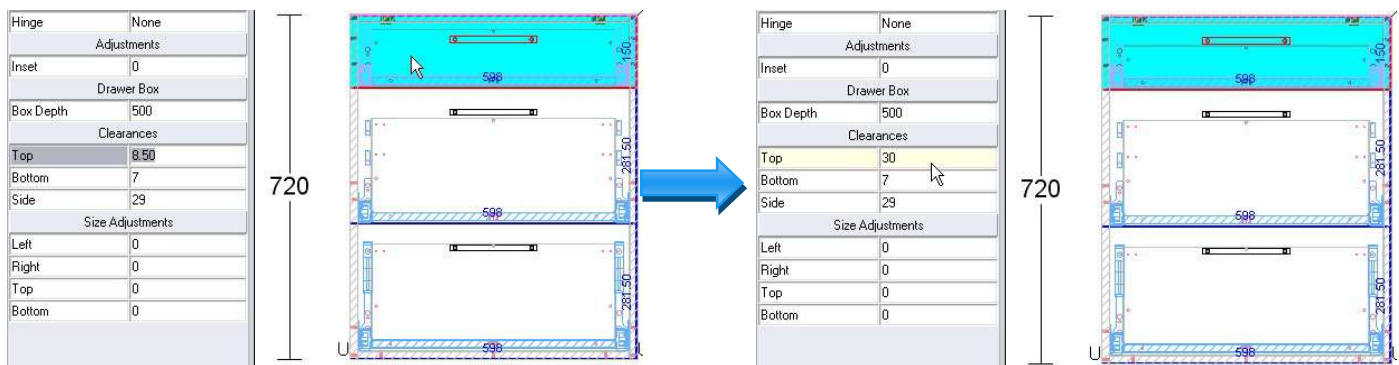 Hinge None
Adjustments
Inset 0
Drawer Box
Box Depth 500
Clearances
Top 8.50
Bottom 7
Side 29
Size Adjustments
Left 0
Right 0
Top 0
Bottom 0
720
150
598
281.50
598
281.50
598
U
Hinge None
Adjustments
Inset 0
Drawer Box
Box Depth 500
Clearances
Top 30
Bottom 7
Side 29
Size Adjustments
Left 0
Right 0
Top 0
Bottom 0
720
150
598
281.50
598
281.50
598
U